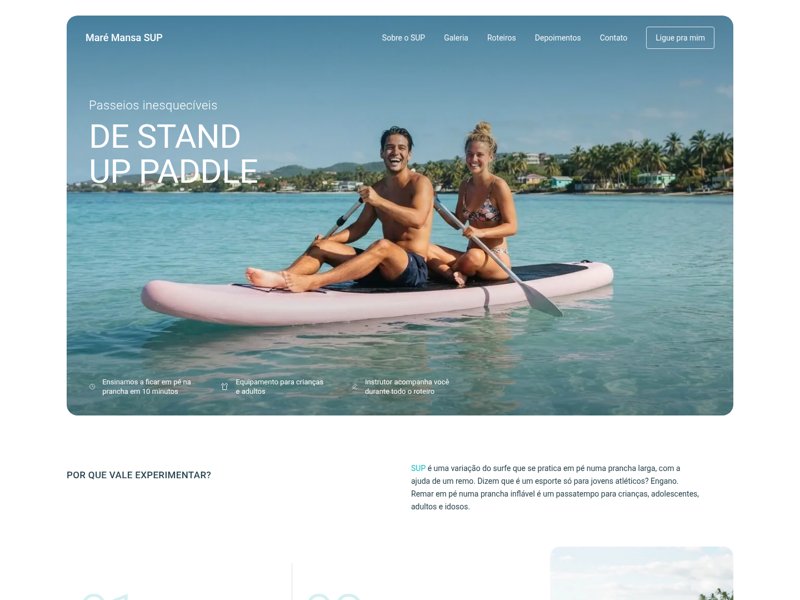 Maré Mansa SUP
Sobre o SUP
Galeria
Roteiros
Depoimentos
Contato
Ligue pra mim
Passeios inesquecíveis
DE STAND
UP PADDLE
Ensinamos a ficar em pé na
prancha em 10 minutos
Equipamento para crianças
e adultos
Instrutor acompanha você
durante todo o roteiro
POR QUE VALE EXPERIMENTAR?
SUP é uma variação do surfe que se pratica em pé numa prancha larga, com a
ajuda de um remo. Dizem que é um esporte só para jovens atléticos? Engano.
Remar em pé numa prancha inflável é um passatempo para crianças, adolescentes,
adultos e idosos.